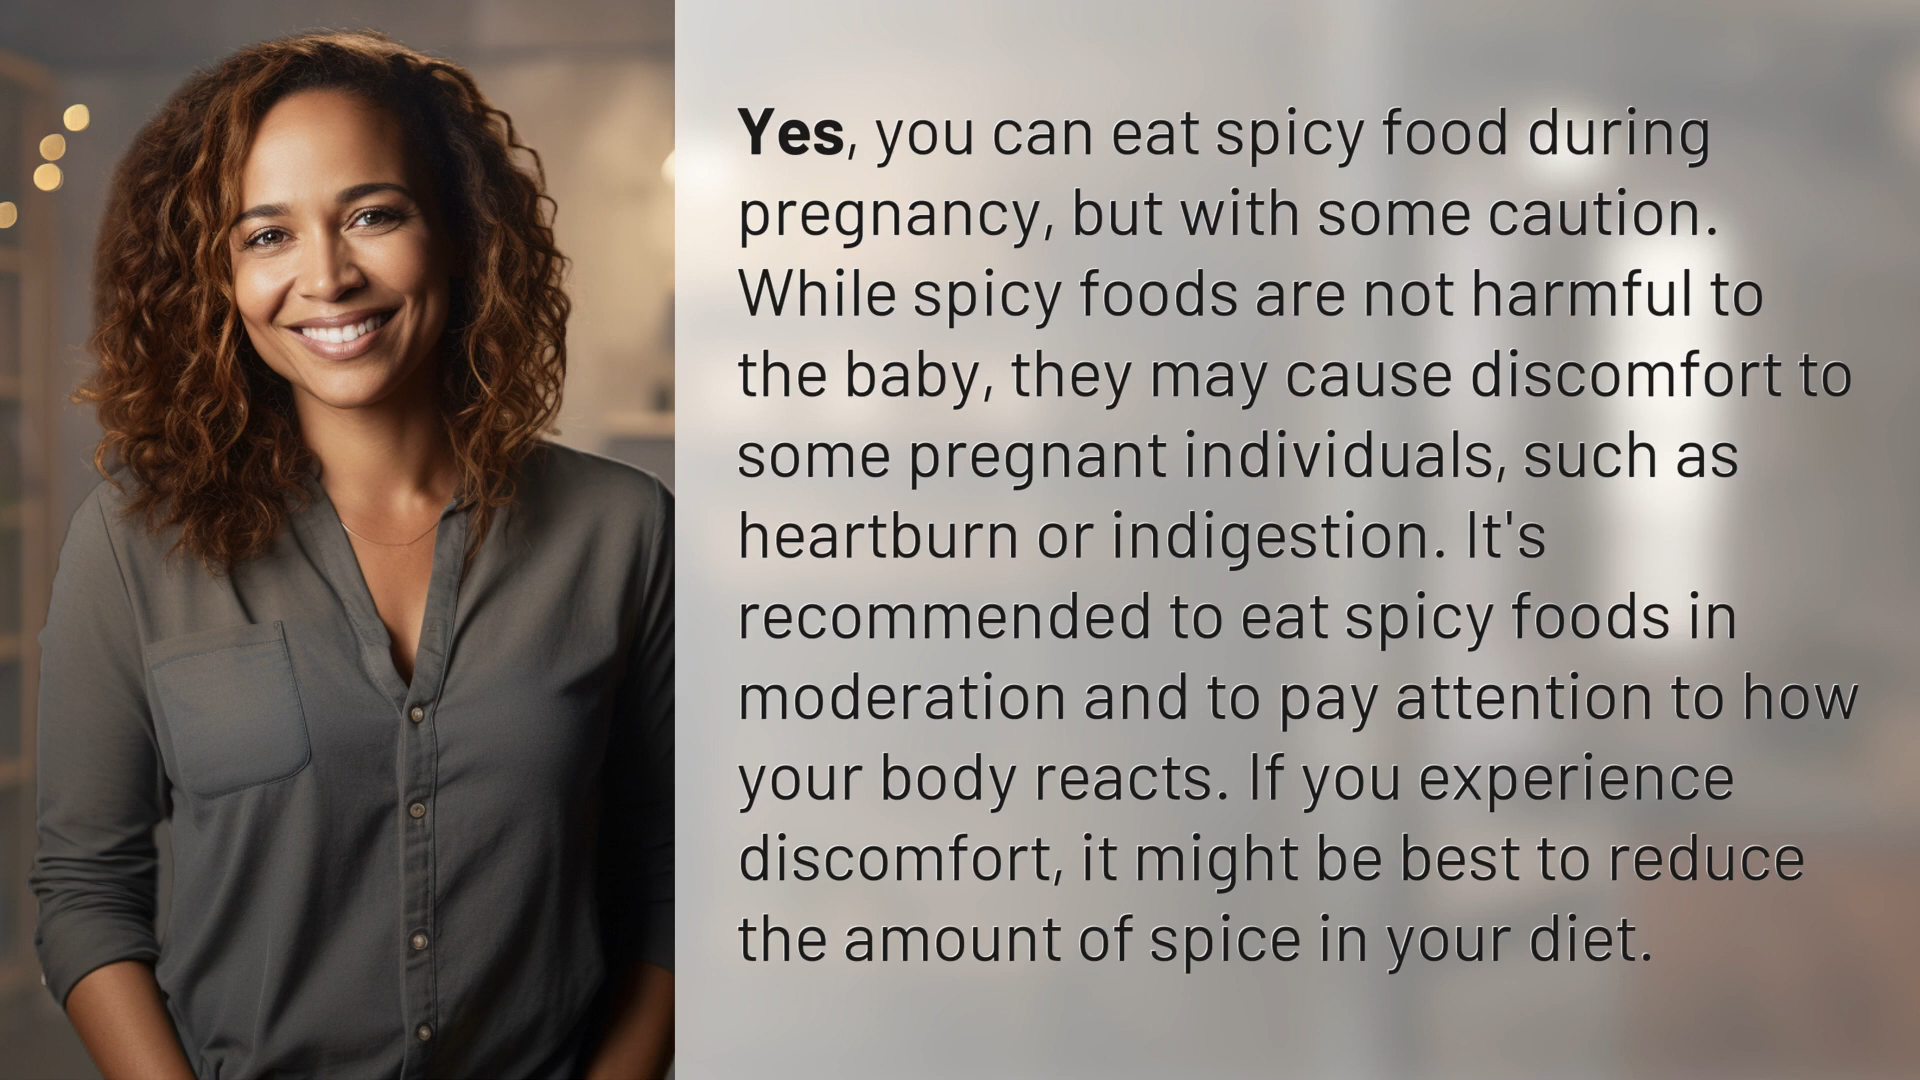 Yes, you can eat spicy food during
pregnancy, but with some caution.
While spicy foods are not harmful to
the baby, they may cause discomfort to
some pregnant individuals, such as
heartburn or indigestion. It's
recommended to eat spicy foods in
moderation and to pay attention to how
your body reacts. If you experience
discomfort, it might be best to reduce
the amount of spice in your diet.